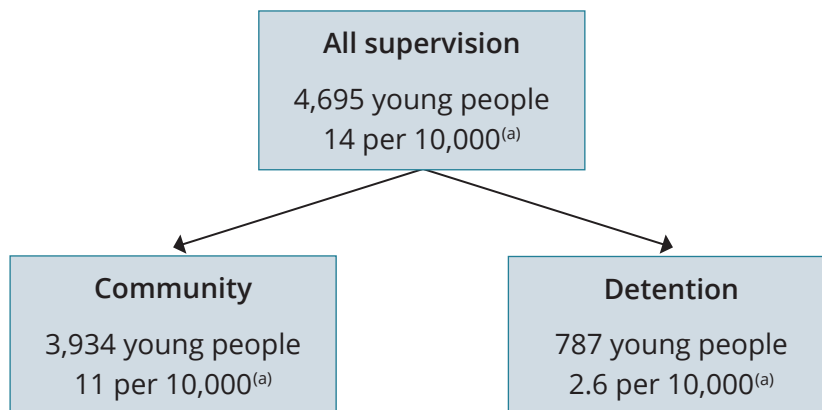 All supervision
4,695 young people
14 per 10,000(a)
Community
3,934 young people
11 per 10,000(a)
Detention
787 young people
2.6 per 10,000(a)